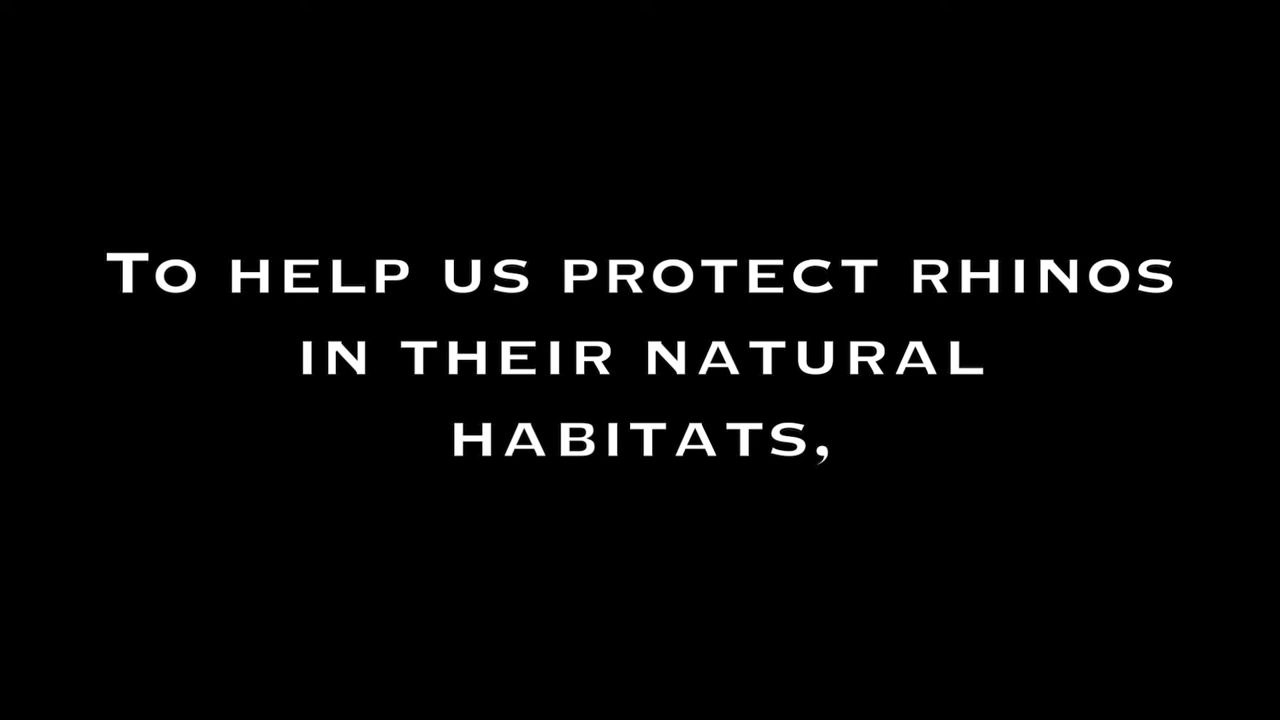 To help us protect rhinos
in their natural
habitats,